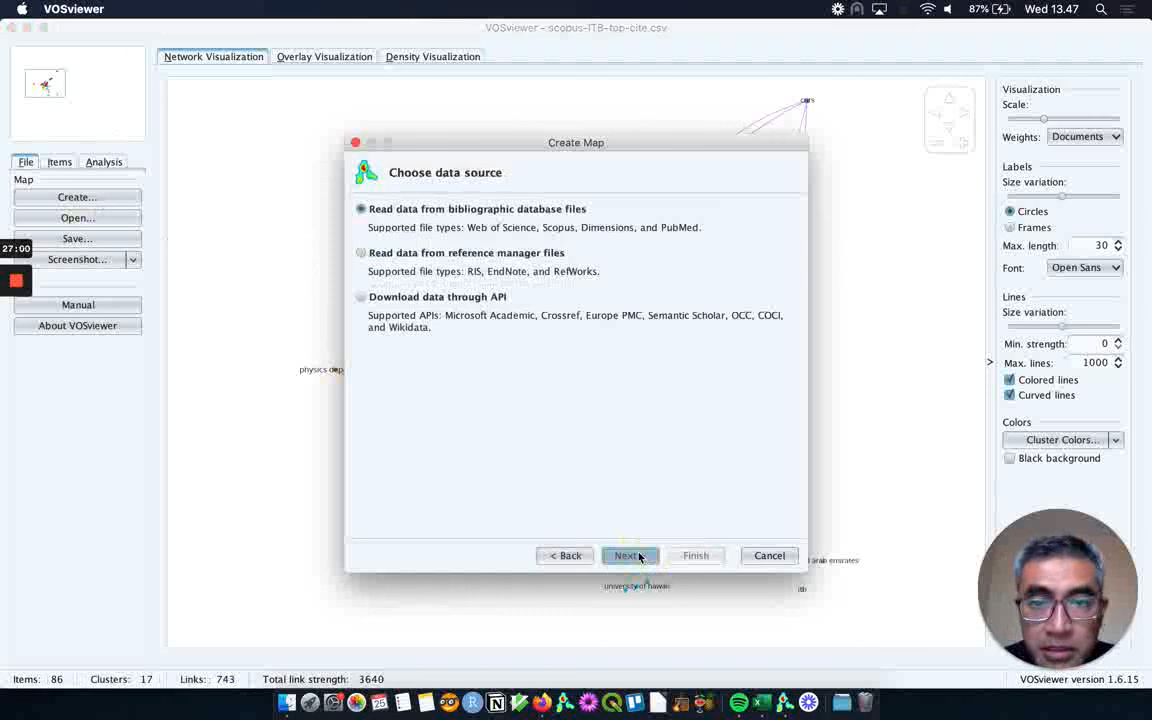 VOSviewer
87%
Wed 13.47
VOSviewer - scopus-ITB-top-cite.csv
Network Visualization
Overlay Visualization
Density Visualization
File
Items
Analysis
Map
Create...
Open...
Save...
27:00
Screenshot...
Manual
About VOSviewer
Create Map
Choose data source
Read data from bibliographic database files
Supported file types: Web of Science, Scopus, Dimensions, and PubMed.
Read data from reference manager files
Supported file types: RIS, EndNote, and RefWorks.
Download data through API
Supported APIs: Microsoft Academic, Crossref, Europe PMC, Semantic Scholar, OCC, COCI,
and Wikidata.
< Back
Next
Finish
Cancel
physics dep
university of hawaii
arab emirates
itb
Visualization
Scale:
Weights:
Documents
Labels
Size variation:
Circles
Frames
Max. length:
30
Font:
Open Sans
Lines
Size variation:
Min. strength:
0
Max. lines:
1000
>
Colored lines
Curved lines
Colors
Cluster Colors...
Black background
Items: 86
Clusters: 17
Links: 743
Total link strength: 3640
VOSviewer version 1.6.15
25